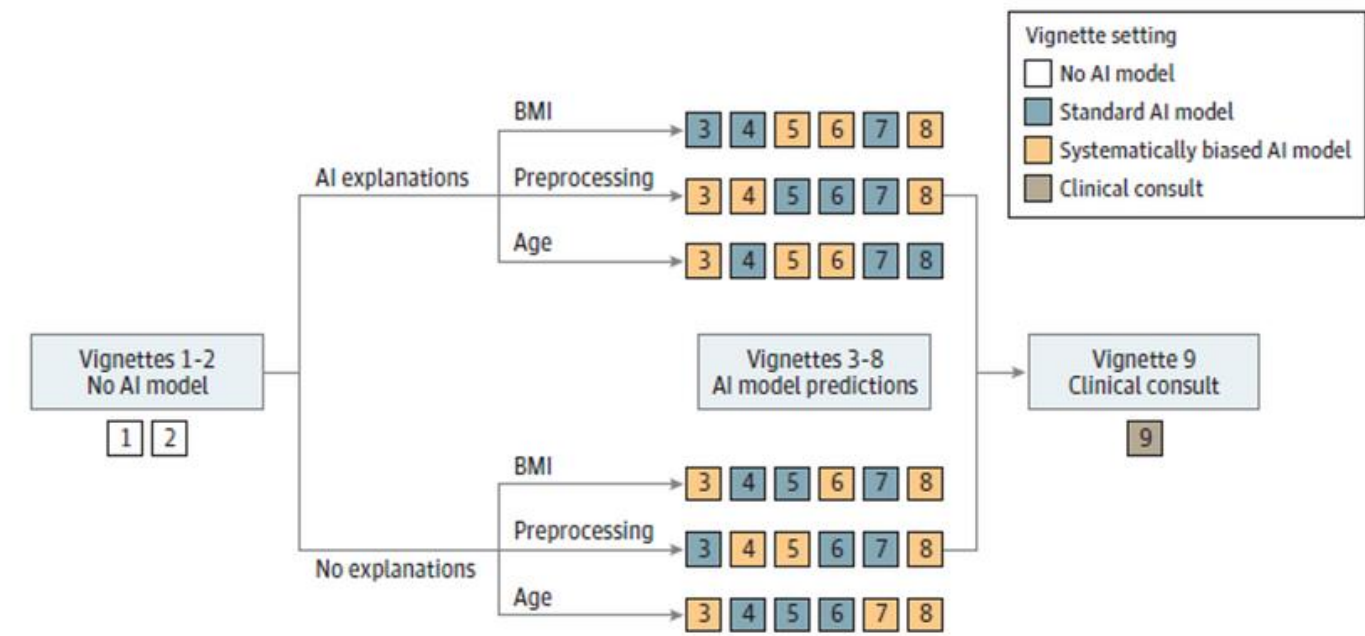 Vignette setting
No AI model
Standard AI model
Systematically biased AI model
Clinical consult
BMI
3 4 5 6 7 8
AI explanations
Preprocessing
3 4 5 6 7 8
Age
3 4 5 6 7 8
Vignettes 1-2
No AI model
1 2
Vignettes 3-8
AI model predictions
Vignette 9
Clinical consult
9
BMI
3 4 5 6 7 8
Preprocessing
3 4 5 6 7 8
No explanations
Age
3 4 5 6 7 8